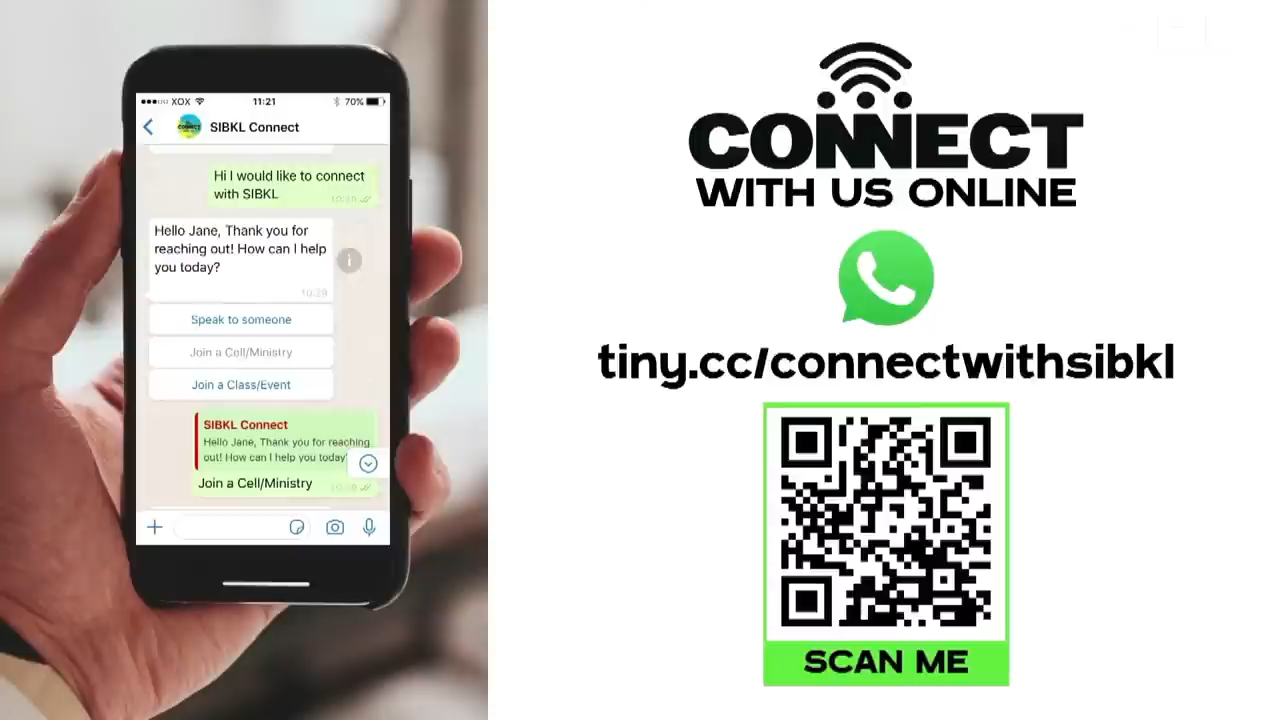 XOX
11:21
70%
SIBKL Connect
Hi I would like to connect
with SIBKL
Hello Jane, Thank you for
reaching out! How can I help
you today?
10:29
Speak to someone
Join a Cell/Ministry
Join a Class/Event
SIBKL Connect
Hello Jane, Thank you for reaching
out! How can I help you today
Join a Cell/Ministry
CONNECT
WITH US ONLINE
tiny.cc/connectwithsibkl
SCAN ME